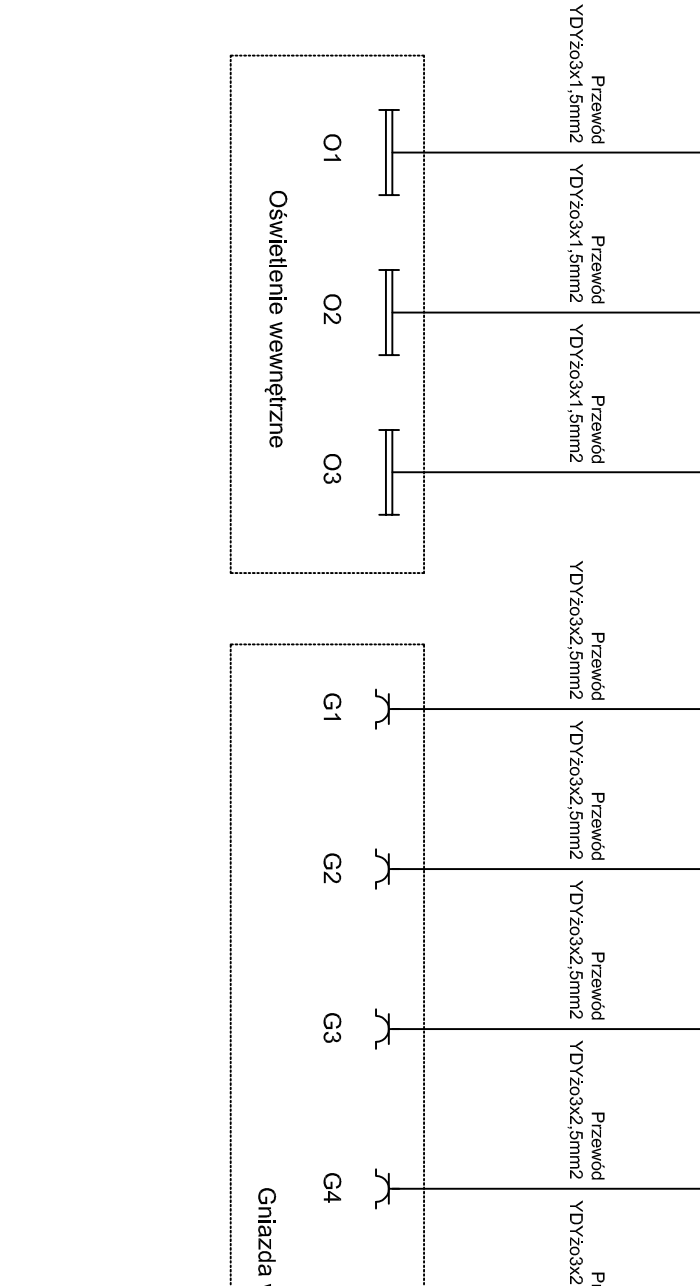 Przewód
YDYżo3x1,5mm2
Przewód
YDYżo3x1,5mm2
Przewód
YDYżo3x1,5mm2
Przewód
YDYżo3x2,5mm2
Przewód
YDYżo3x2,5mm2
Przewód
YDYżo3x2,5mm2
Przewód
YDYżo3x2,5mm2
YDYżo3x2
O1
O2
O3
Oświetlenie wewnętrzne
G1
G2
G3
G4
Gniazda